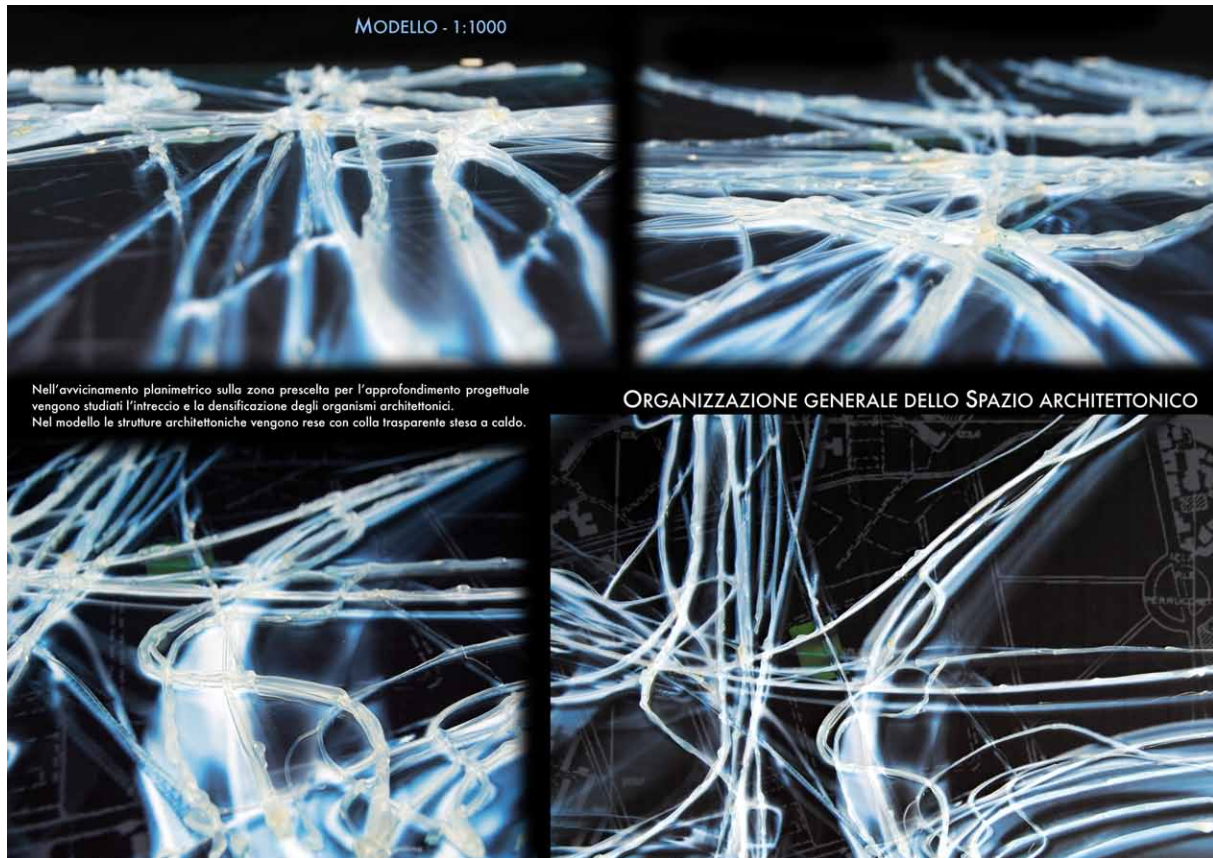 MODELLO - 1:1000
Nell'avvicinamento planimetrico sulla zona prescelta per l'approfondimento progettuale
vengono studiati l'intreccio e la densificazione degli organismi architettonici.
Nel modello le strutture architettoniche vengono rese con colla trasparente stesa a caldo.
ORGANIZZAZIONE GENERALE DELLO SPAZIO ARCHITETTONICO